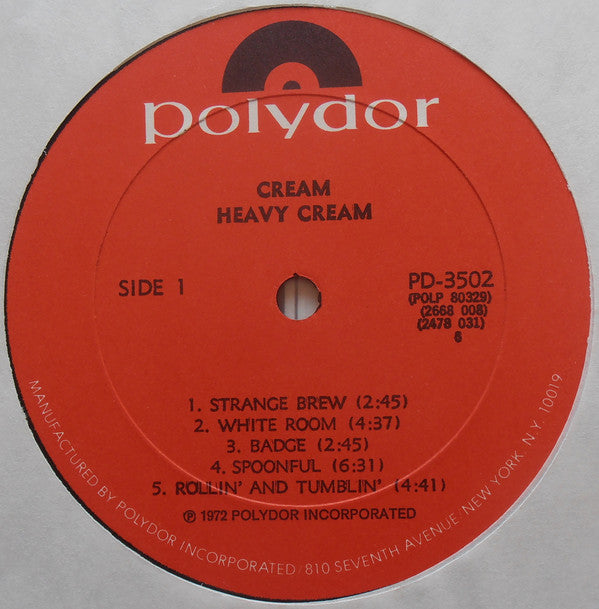 polydor
CREAM
HEAVY CREAM
SIDE 1
PD-3502
(POLP 80329)
(2668 008)
(2478 031)
6
1. STRANGE BREW (2:45)
2. WHITE ROOM (4:37)
3. BADGE (2:45)
4. SPOONFUL (6:31)
5. ROLLIN' AND TUMBLIN' (4:41)
℗ 1972 POLYDOR INCORPORATED
MANUFACTURED BY POLYDOR INCORPORATED/810 SEVENTH AVENUE/NEW YORK, N.Y. 10019